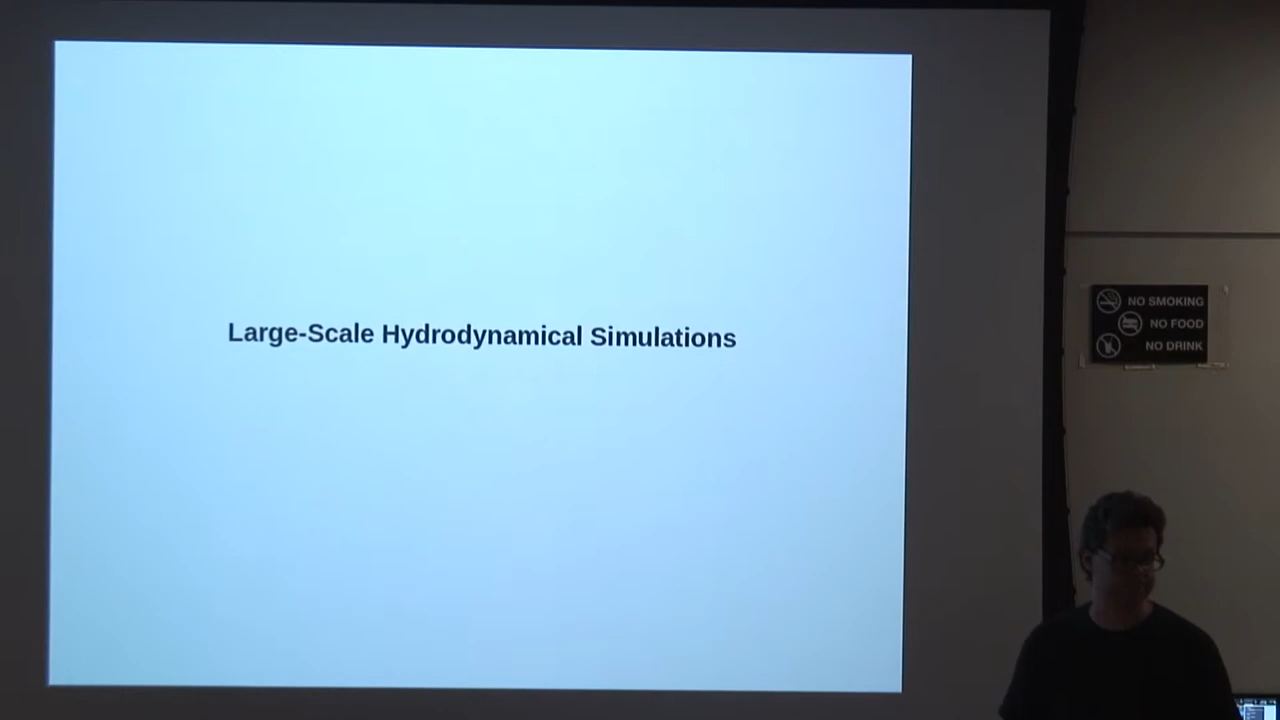 Large-Scale Hydrodynamical Simulations
NO SMOKING
NO FOOD
NO DRINK